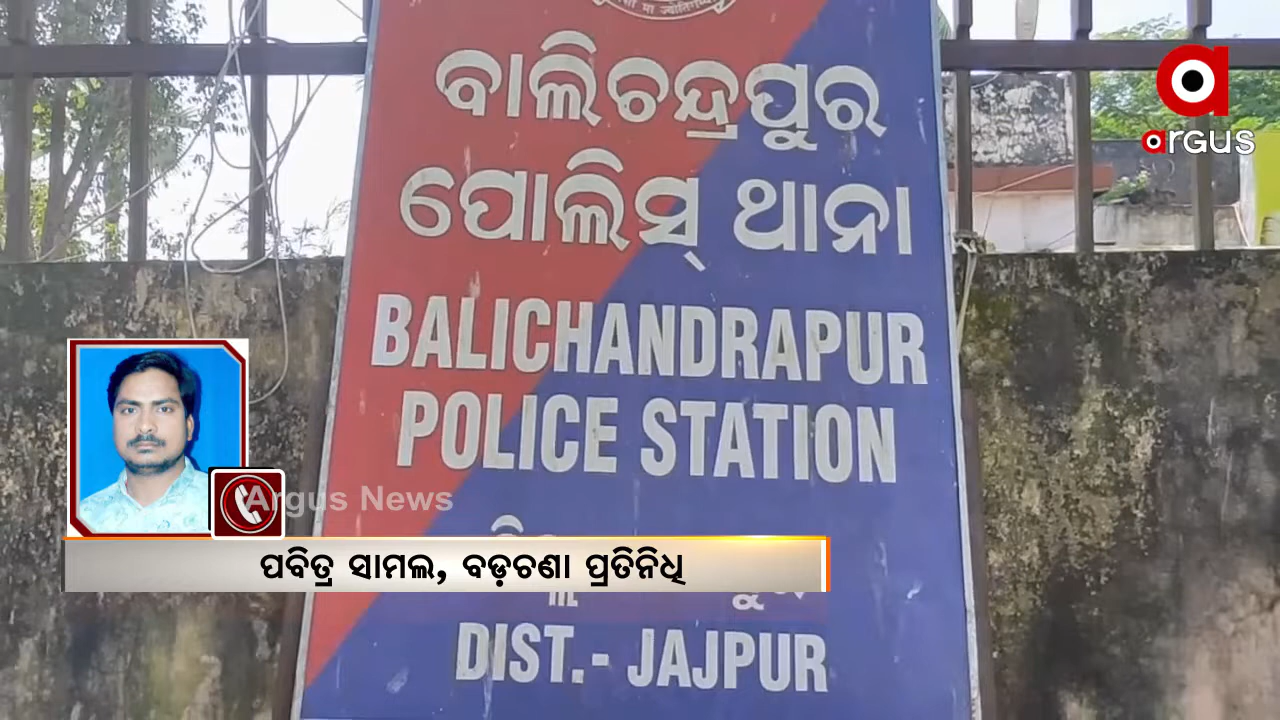 ବାଲିଚନ୍ଦ୍ରପୁର
ପୋଲିସ୍ ଥାନା
BALICHANDRAPUR
POLICE STATION
DIST.- JAJPUR
argus
Argus News
ପବିତ୍ର ସାମଲ, ବଡ଼ଚଣା ପ୍ରତିନିଧି